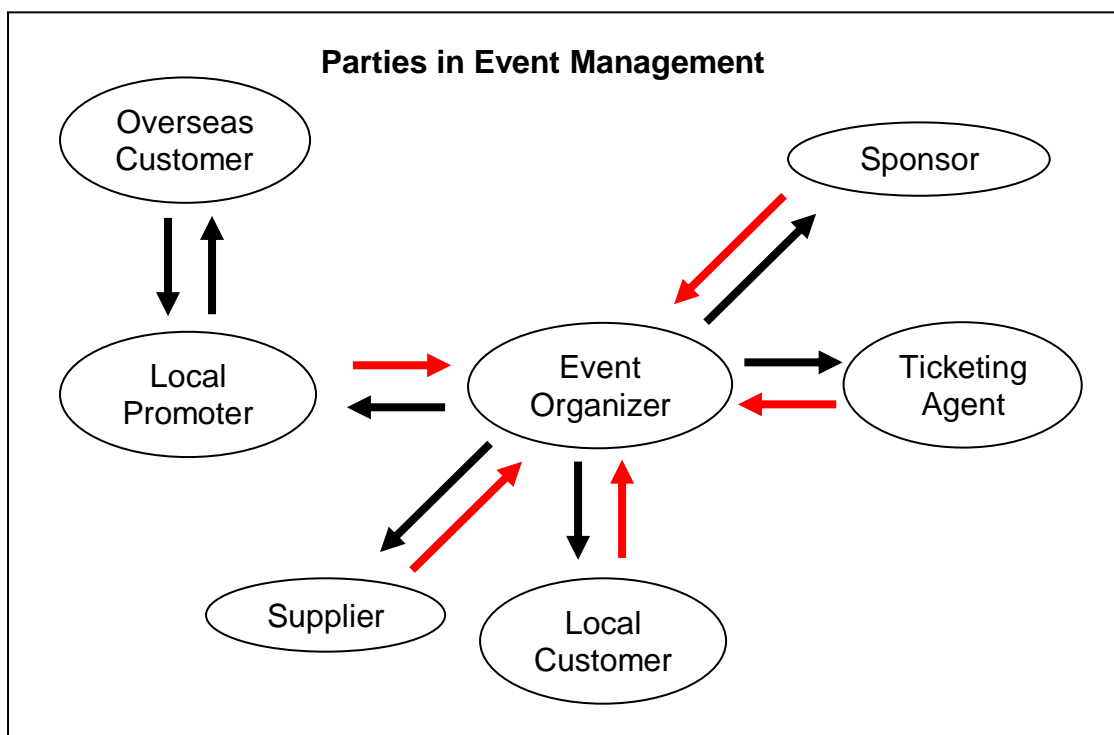 Parties in Event Management
Overseas
Customer
Sponsor
Local
Promoter
Event
Organizer
Ticketing
Agent
Supplier
Local
Customer